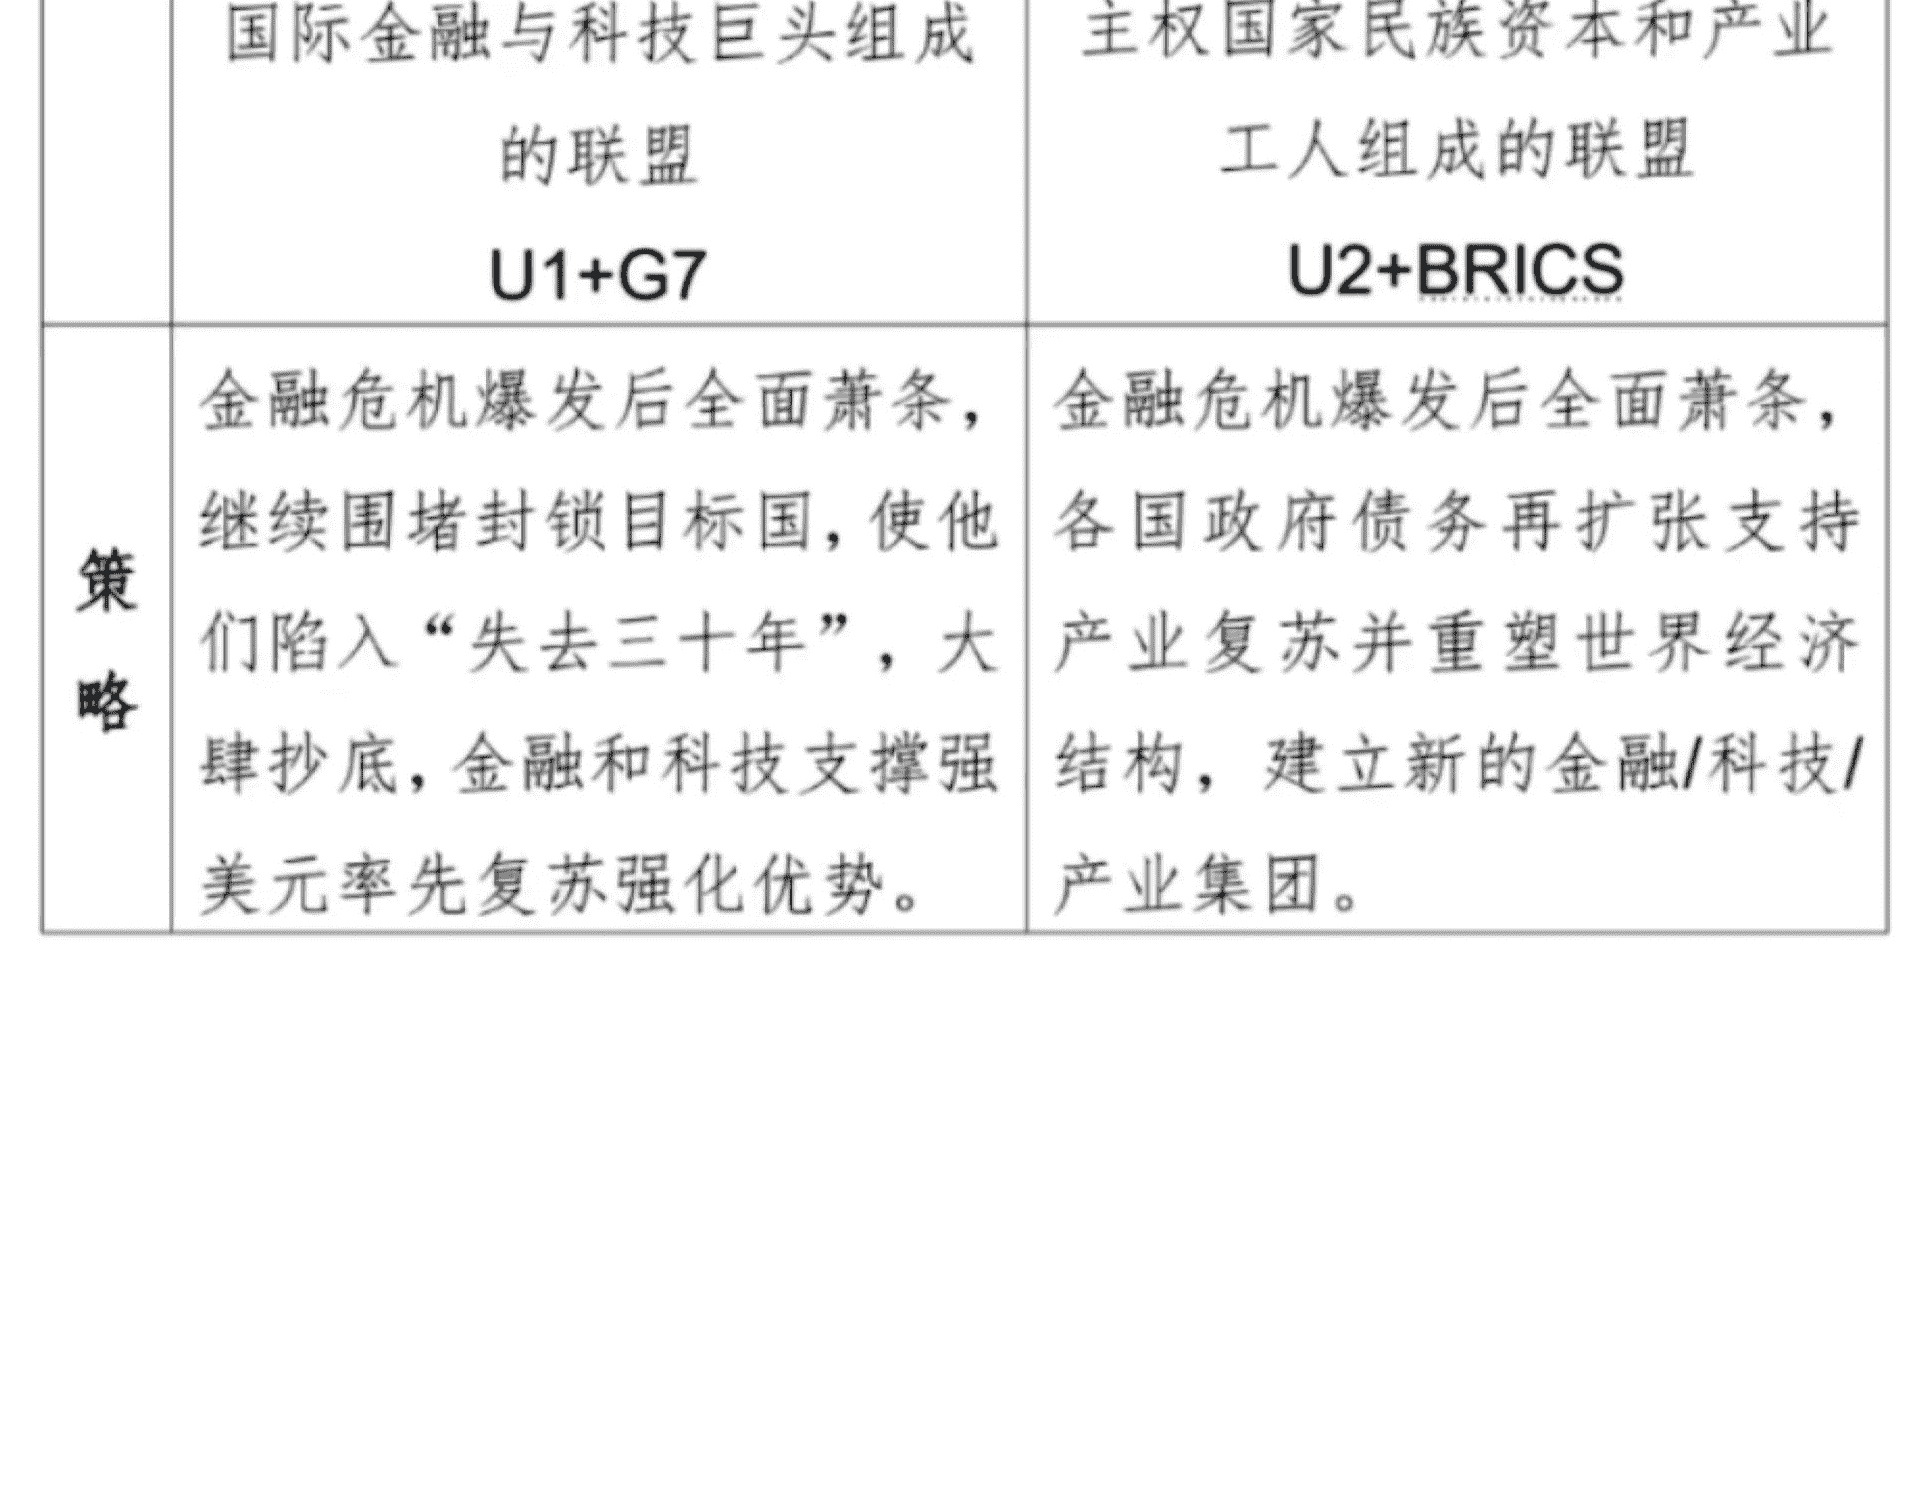 国际金融与科技巨头组成
的联盟
U1+G7
主权国家民族资本和产业
工人组成的联盟
U2+BRICS
策
略
金融危机爆发后全面萧条，
继续围堵封锁目标国，使他
们陷入“失去三十年”，大
肆抄底，金融和科技支撑强
美元率先复苏强化优势。
金融危机爆发后全面萧条，
各国政府债务再扩张支持
产业复苏并重塑世界经济
结构，建立新的金融/科技/
产业集团。